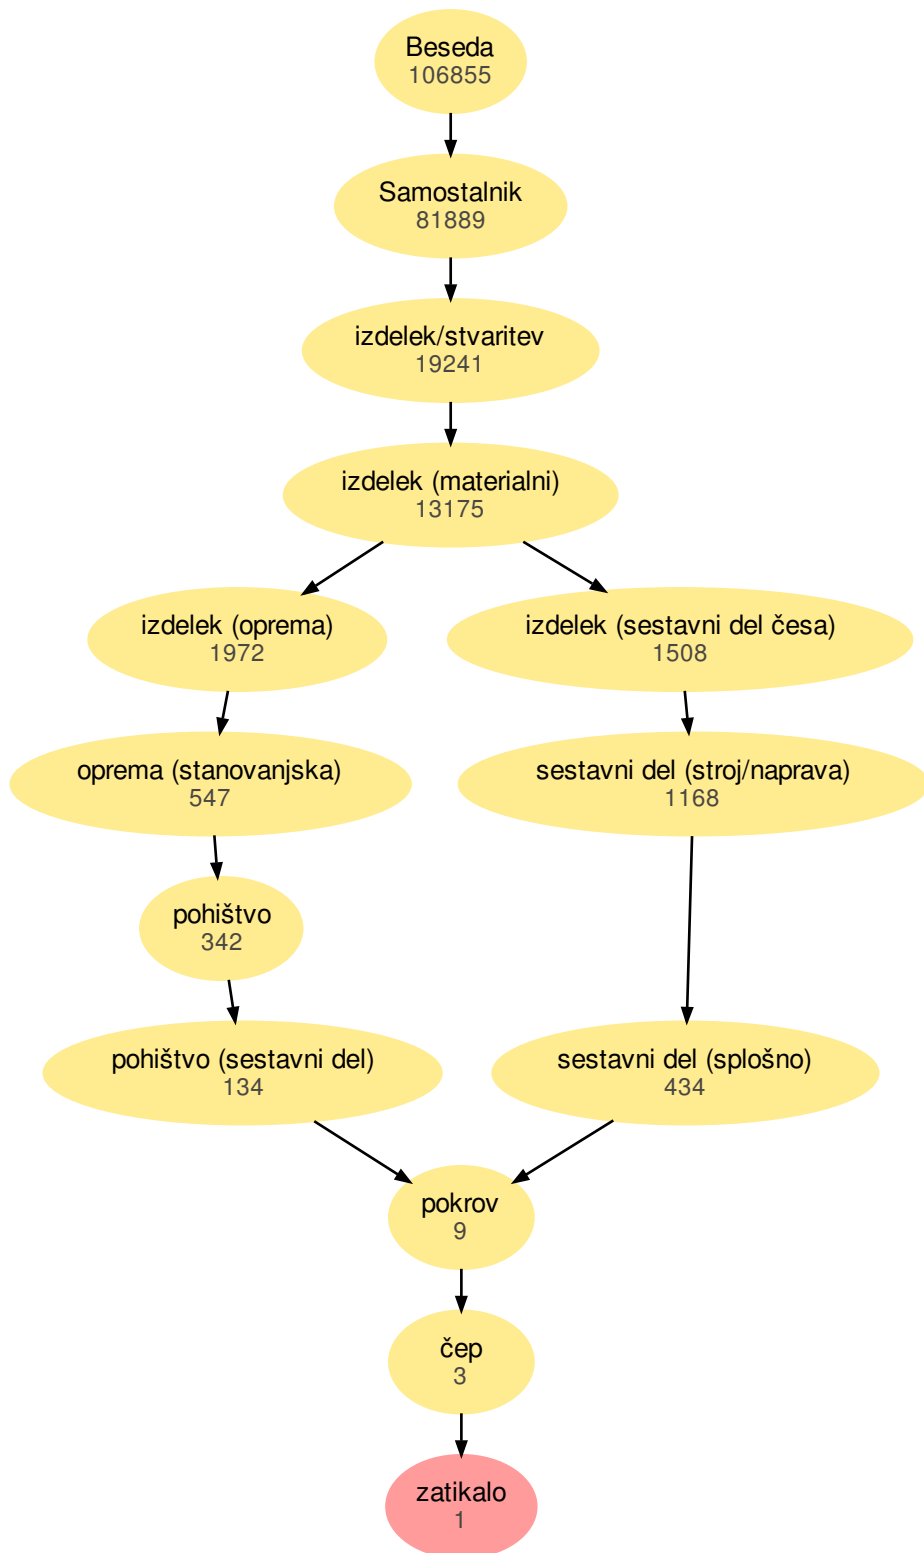 Beseda
106855
Samostalnik
81889
izdelek/stvaritev
19241
izdelek (materialni)
13175
izdelek (oprema)
1972
izdelek (sestavni del česa)
1508
oprema (stanovanjska)
547
sestavni del (stroj/naprava)
1168
pohištvo
342
pohištvo (sestavni del)
134
sestavni del (splošno)
434
pokrov
9
čep
3
zatikalo
1